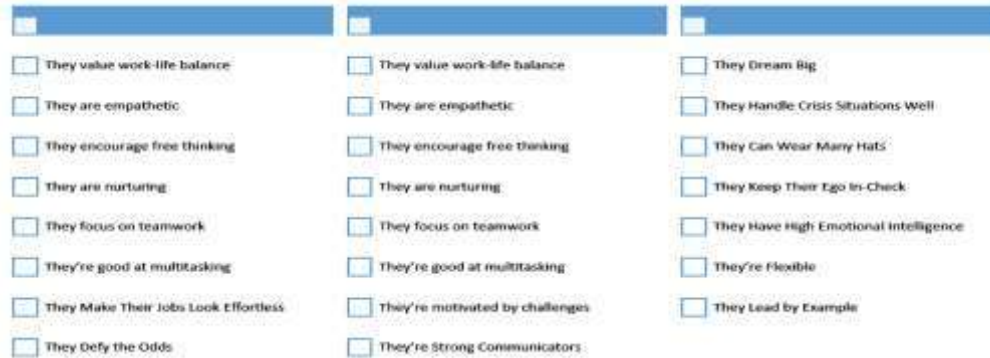 They value work-life balance
They are empathetic
They encourage free thinking
They are nurturing
They focus on teamwork
They're good at multitasking
They Make Their Jobs Look Effortless
They Defy the Odds
They value work-life balance
They are empathetic
They encourage free thinking
They are nurturing
They focus on teamwork
They're good at multitasking
They're motivated by challenges
They're Strong Communicators
They Dream Big
They Handle Crisis Situations Well
They Can Wear Many Hats
They Keep Their Ego In-Check
They Have High Emotional Intelligence
They're Flexible
They Lead by Example